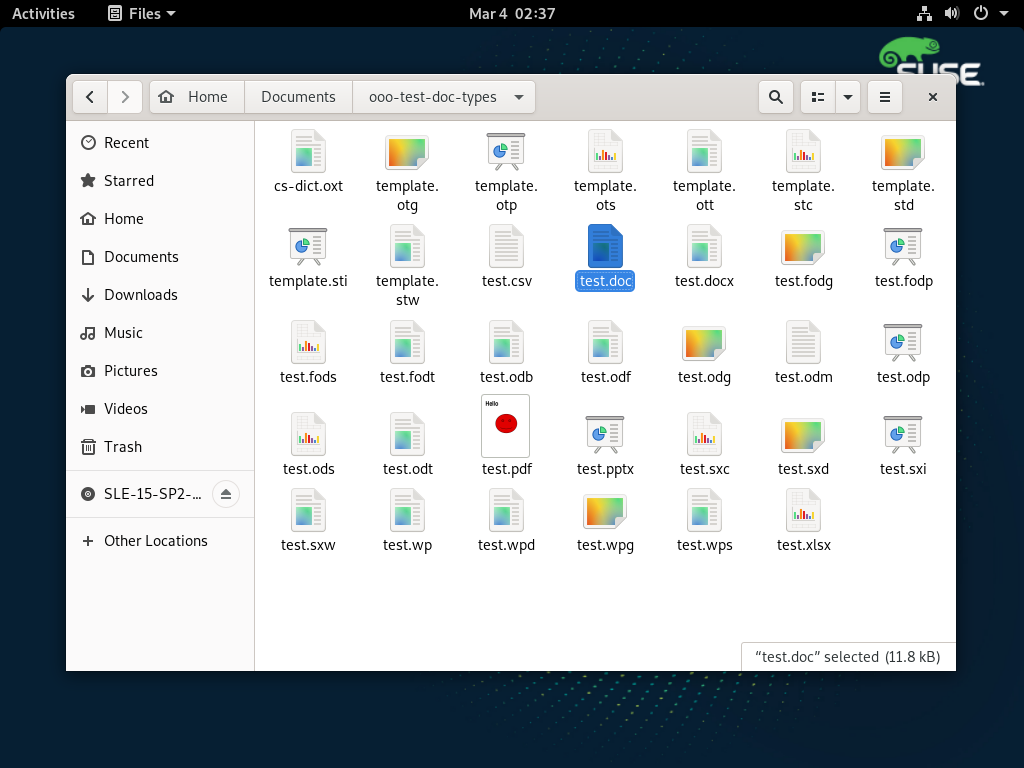 Activities Files Mar 4 02:37
SUSE
Home Documents ooo-test-doc-types
Recent
Starred
Home
Documents
Downloads
Music
Pictures
Videos
Trash
SLE-15-SP2-...
Other Locations
cs-dict.oxt template. template. template. template. template. template.
otg otp ots ott stc std
template.sti template. test.csv test.doc test.docx test.fodg test.fodp
stw
test.fods test.fodt test.odb test.odf test.odg test.odm test.odp
Hello
test.ods test.odt test.pdf test.pptx test.sxc test.sxd test.sxi
test.sxw test.wp test.wpd test.wpg test.wps test.xlsx
“test.doc” selected (11.8 kB)